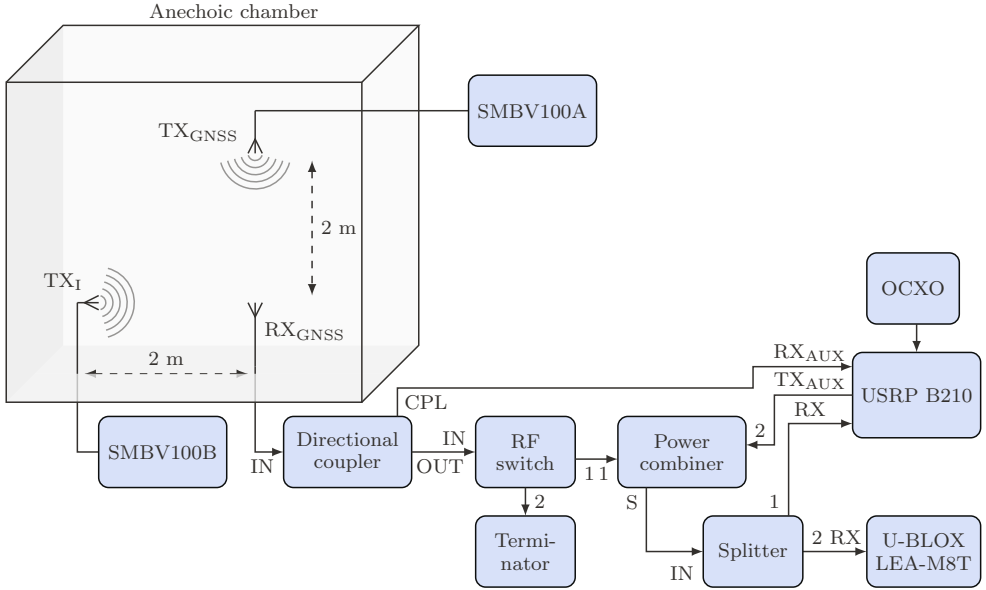 Anechoic chamber
SMBV100A
TX_GNSS
2 m
TX_I
OCXO
RX_GNSS
2 m
RX_AUX
TX_AUX
USRP B210
CPL
RX
2
SMBV100B
IN
Directional
coupler
IN
OUT
RF
switch
1 1
Power
combiner
2
S
1
Termi-
nator
IN
Splitter
2 RX
U-BLOX
LEA-M8T